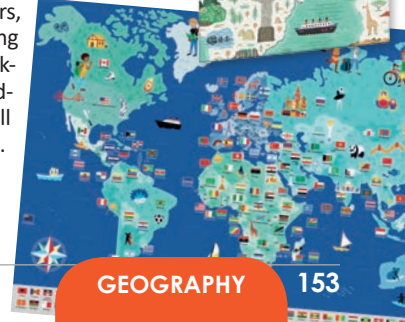 rs,
ng
k-
d-
ll
.
GEOGRAPHY 153